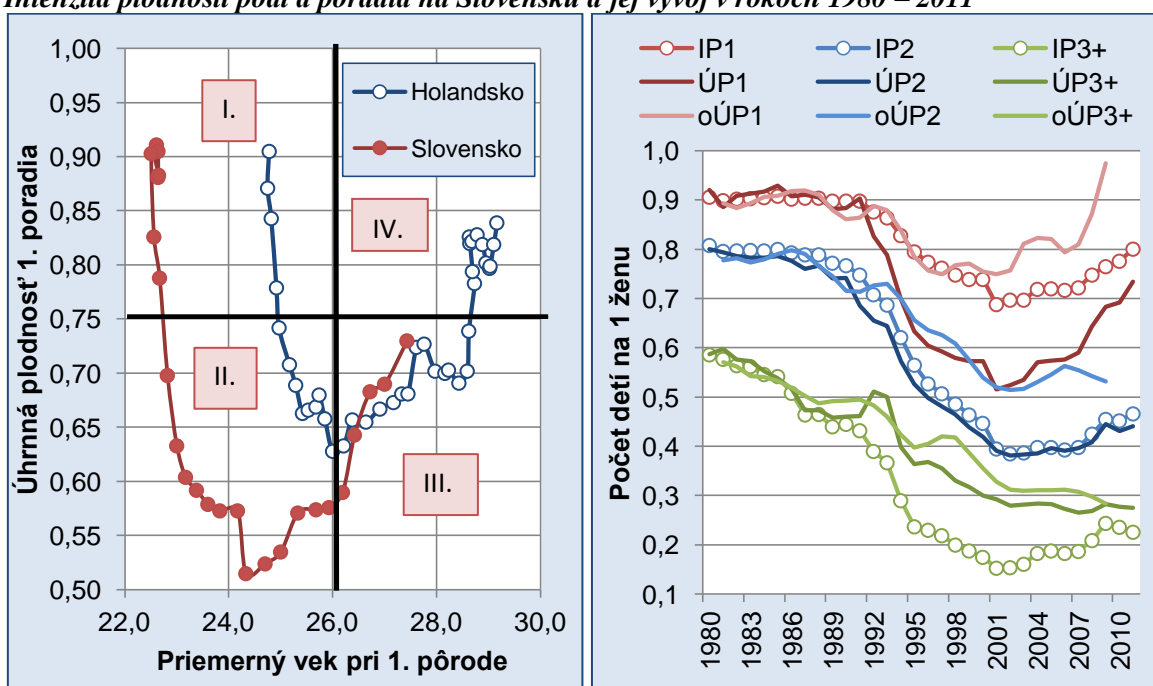 Intenzita plodnosti podľa poradia na Slovensku a jej vývoj v rokoch 1980 – 2011
1,00
0,95
0,90
0,85
0,80
0,75
0,70
0,65
0,60
0,55
0,50
22,0
24,0
26,0
28,0
30,0
Úhrnná plodnosť 1. poradia
Priemerný vek pri 1. pôrode
I.
II.
III.
IV.
Holandsko
Slovensko
IP1
IP2
IP3+
ÚP1
ÚP2
ÚP3+
oÚP1
oÚP2
oÚP3+
1,0
0,9
0,8
0,7
0,6
0,5
0,4
0,3
0,2
0,1
Počet detí na 1 ženu
1980
1983
1986
1989
1992
1995
1998
2001
2004
2007
2010